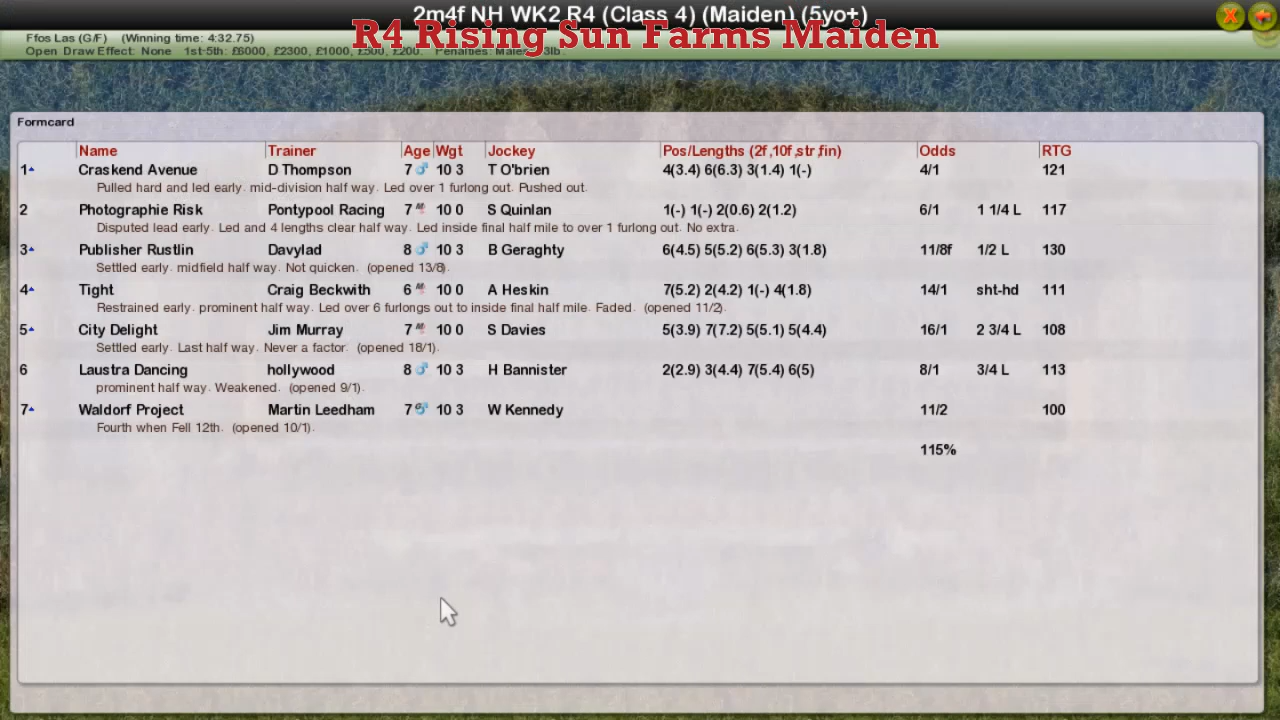 2m4f NH WK2 R4 (Class 4) (Maiden) (5yo+)
R4 Rising Sun Farms Maiden
Ffos Las (G/F) (Winning time: 4:32.75)
Open Draw Effect: None 1st-5th: £6000, £2300, £1000, £500, £200. Penalties: Males 3lb.
Formcard
Name Trainer Age Wgt Jockey Pos/Lengths (2f,10f,str,fin) Odds RTG
1 Craskend Avenue D Thompson 7 10 3 T O'brien 4(3.4) 6(6.3) 3(1.4) 1(-) 4/1 121
Pulled hard and led early. mid-division half way. Led over 1 furlong out. Pushed out.
2 Photographie Risk Pontypool Racing 7 10 0 S Quinlan 1(-) 1(-) 2(0.6) 2(1.2) 6/1 1 1/4 L 117
Disputed lead early. Led and 4 lengths clear half way. Led inside final half mile to over 1 furlong out. No extra.
3 Publisher Rustlin Davylad 8 10 3 B Geraghty 6(4.5) 5(5.2) 6(5.3) 3(1.8) 11/8f 1/2 L 130
Settled early. midfield half way. Not quicken. (opened 13/8).
4 Tight Craig Beckwith 6 10 0 A Heskin 7(5.2) 2(4.2) 1(-) 4(1.8) 14/1 sht-hd 111
Restrained early. prominent half way. Led over 6 furlongs out to inside final half mile. Faded. (opened 11/2).
5 City Delight Jim Murray 7 10 0 S Davies 5(3.9) 7(7.2) 5(5.1) 5(4.4) 16/1 2 3/4 L 108
Settled early. Last half way. Never a factor. (opened 18/1).
6 Laustra Dancing hollywood 8 10 3 H Bannister 2(2.9) 3(4.4) 7(5.4) 6(5) 8/1 3/4 L 113
prominent half way. Weakened. (opened 9/1).
7 Waldorf Project Martin Leedham 7 10 3 W Kennedy 11/2 100
Fourth when Fell 12th. (opened 10/1).
115%